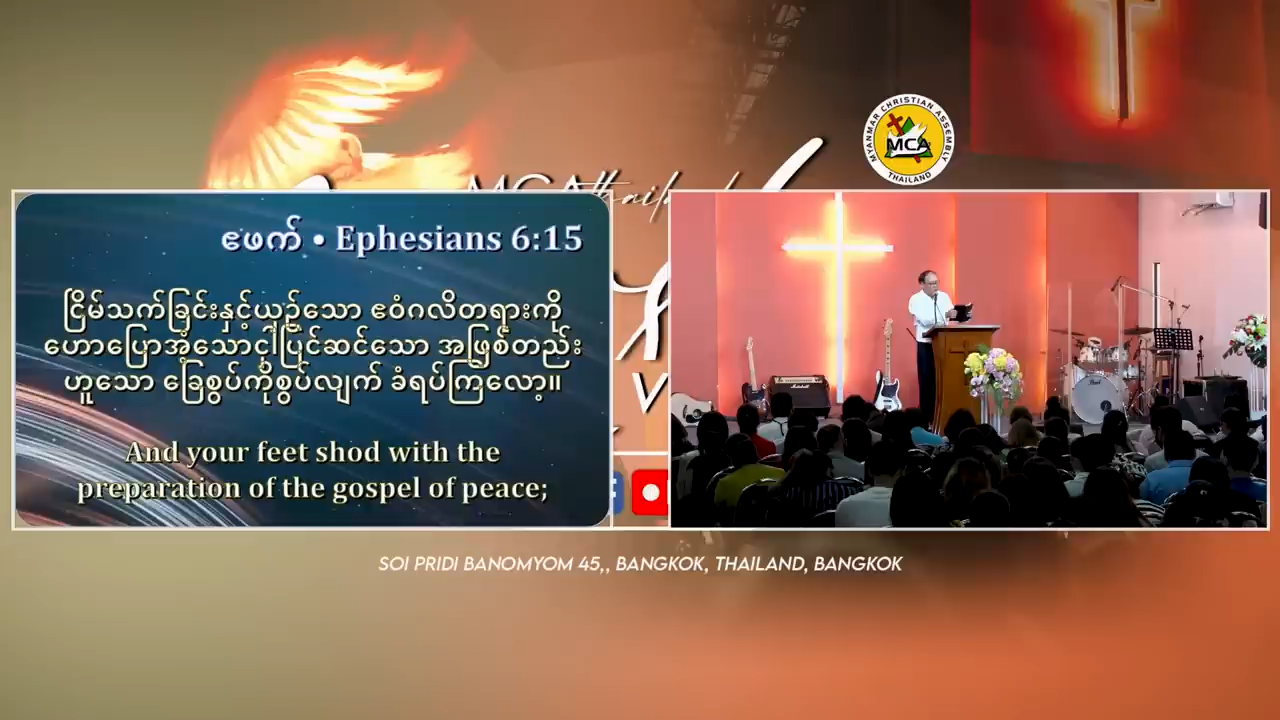 MCA thailand
MYANMAR CHRISTIAN ASSEMBLY
MCA
THAILAND
ဧဖက် • Ephesians 6:15
ငြိမ်သက်ခြင်းနှင့်ယှဉ်သော ဧဝံဂလိတရားကို
ဟောပြောအံ့သောငှါပြင်ဆင်သော အဖြစ်တည်း
ဟူသော ခြေစွပ်ကိုစွပ်လျက် ခံရပ်ကြလော့။
And your feet shod with the
preparation of the gospel of peace;
SOI PRIDI BANOMYOM 45,, BANGKOK, THAILAND, BANGKOK